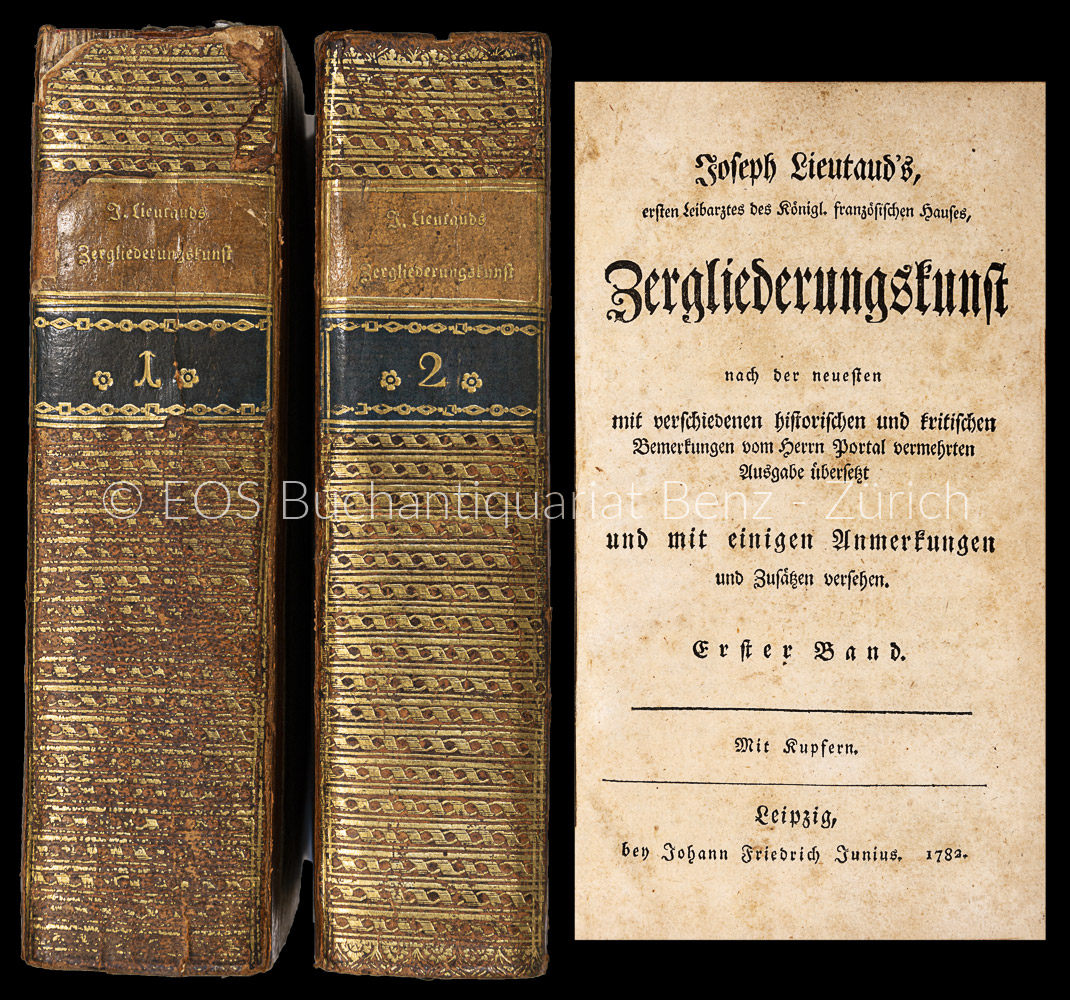 J. Lieutauds
Zergliederungskunst
1
J. Lieutauds
Zergliederungskunst
2
Joseph Lieutaud's,
ersten Leibarztes des Königl. französischen Hauses,
Zergliederungskunst
nach der neuesten
mit verschiedenen historischen und kritischen
Bemerkungen vom Herrn Portal vermehrten
Ausgabe übersetzt
und mit einigen Anmerkungen
und Zusätzen versehen.
Erster Band.
Mit Kupfern.
Leipzig,
bey Johann Friedrich Junius. 1782.
© EOS Buchantiquariat Benz - Zürich